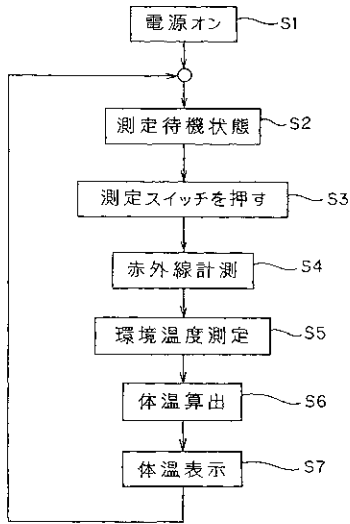 電源オン S1
測定待機状態 S2
測定スイッチを押す S3
赤外線計測 S4
環境温度測定 S5
体温算出 S6
体温表示 S7